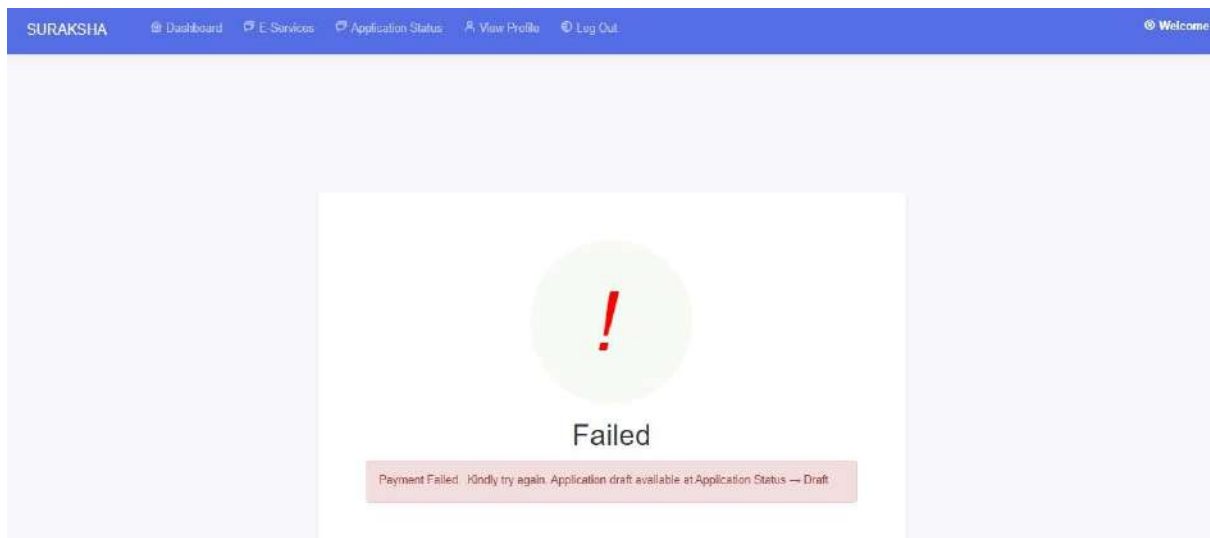 SURAKSHA Dashboard E-Services Application Status View Profile Log Out Welcome
!
Failed
Payment Failed Kindly try again. Application draft available at Application Status → Draft